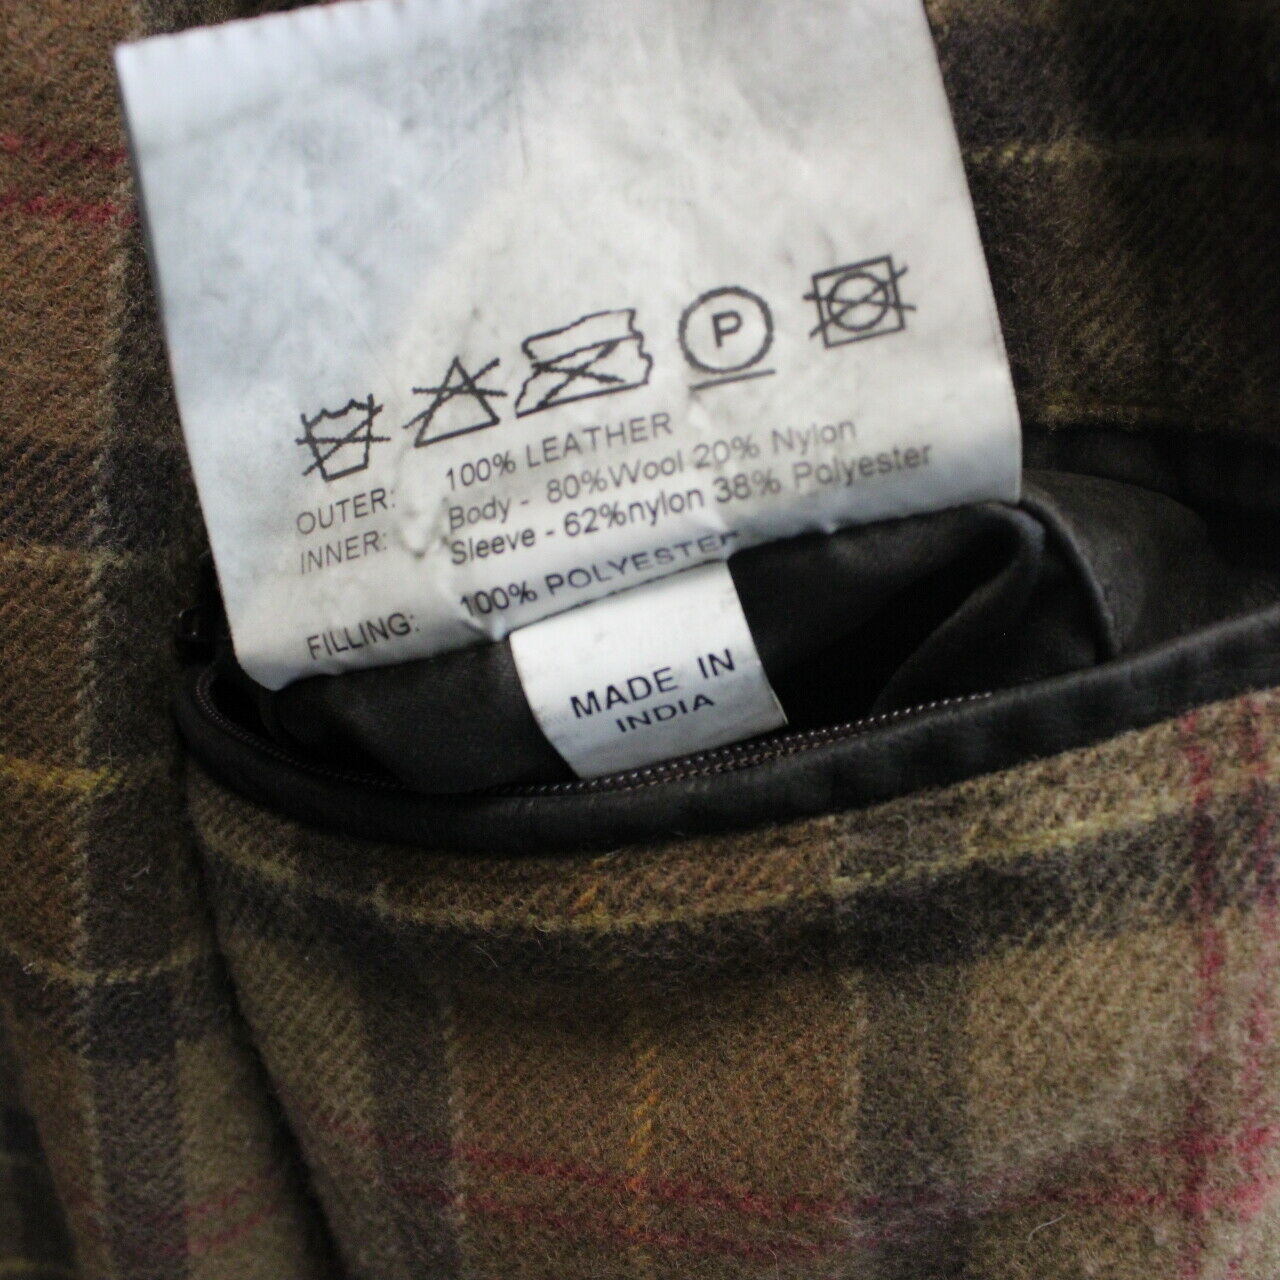 P
OUTER: 100% LEATHER
INNER: Body - 80%Wool 20% Nylon
Sleeve - 62%nylon 38% Polyester
FILLING: 100% POLYESTER
MADE IN
INDIA